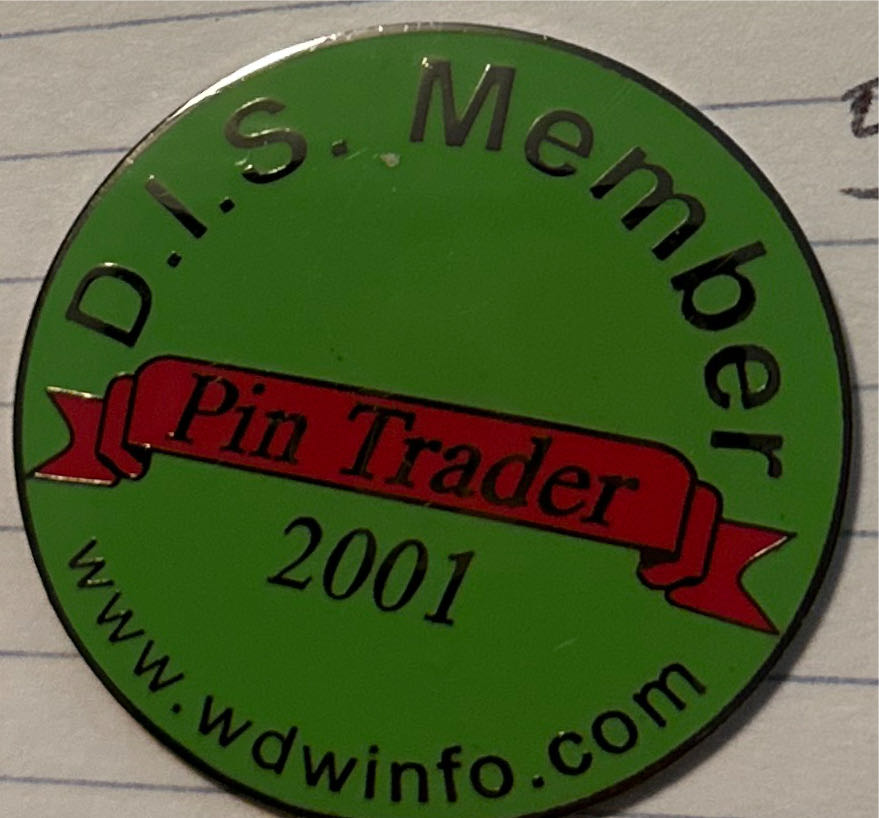 D.I.S. Member
Pin Trader
2001
www.wdwinfo.com